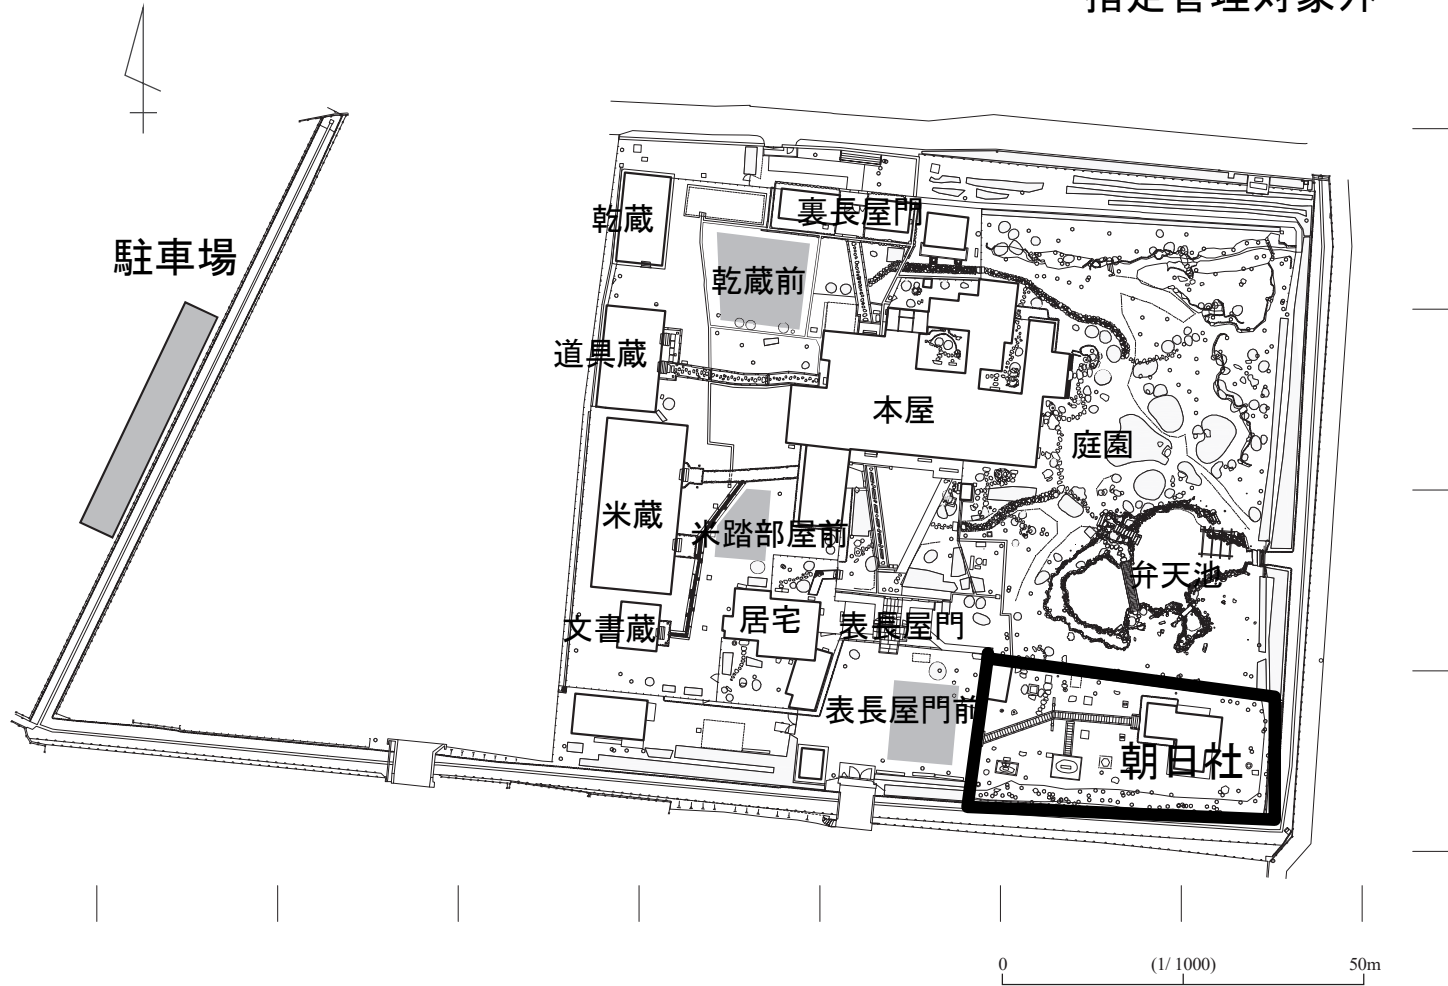 指定管理対象外
駐車場
乾蔵
裏長屋門
乾蔵前
道具蔵
本屋
庭園
米蔵
米踏部屋前
弁天池
文書蔵
居宅
表長屋門
表長屋門前
朝日社
0 (1/ 1000) 50m